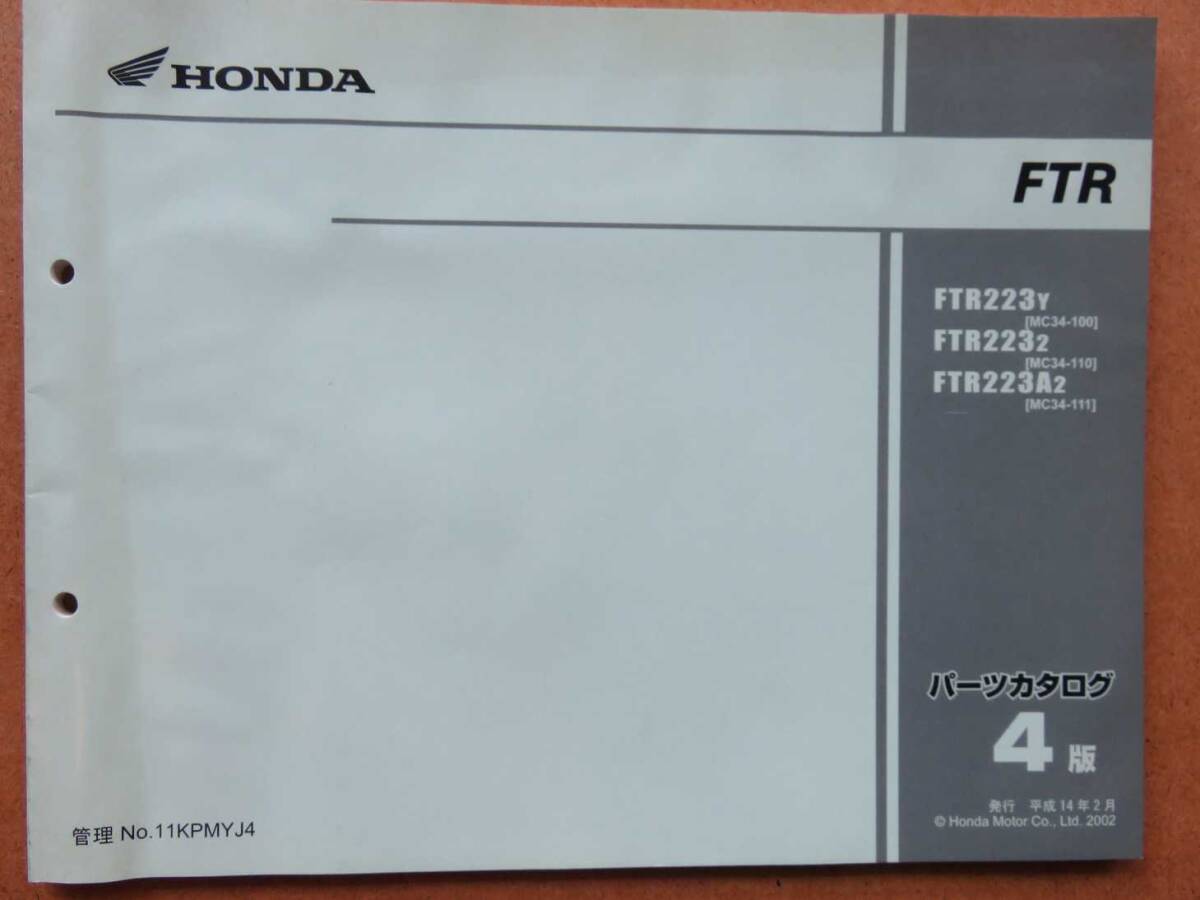 HONDA
FTR
FTR223Y
[MC34-100]
FTR2232
[MC34-110]
FTR223A2
[MC34-111]
パーツカタログ
4版
発行 平成14年2月
© Honda Motor Co., Ltd. 2002
管理 No.11KPMYJ4